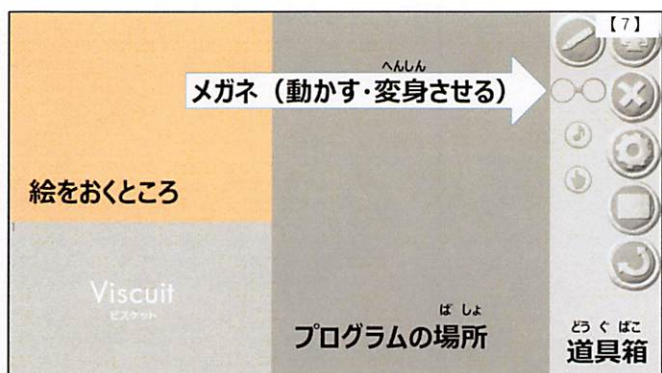 【7】
へんしん
メガネ（動かす・変身させる）
絵をおくところ
Viscuit
ビスケット
ばしょ
プログラムの場所
どうぐばこ
道具箱